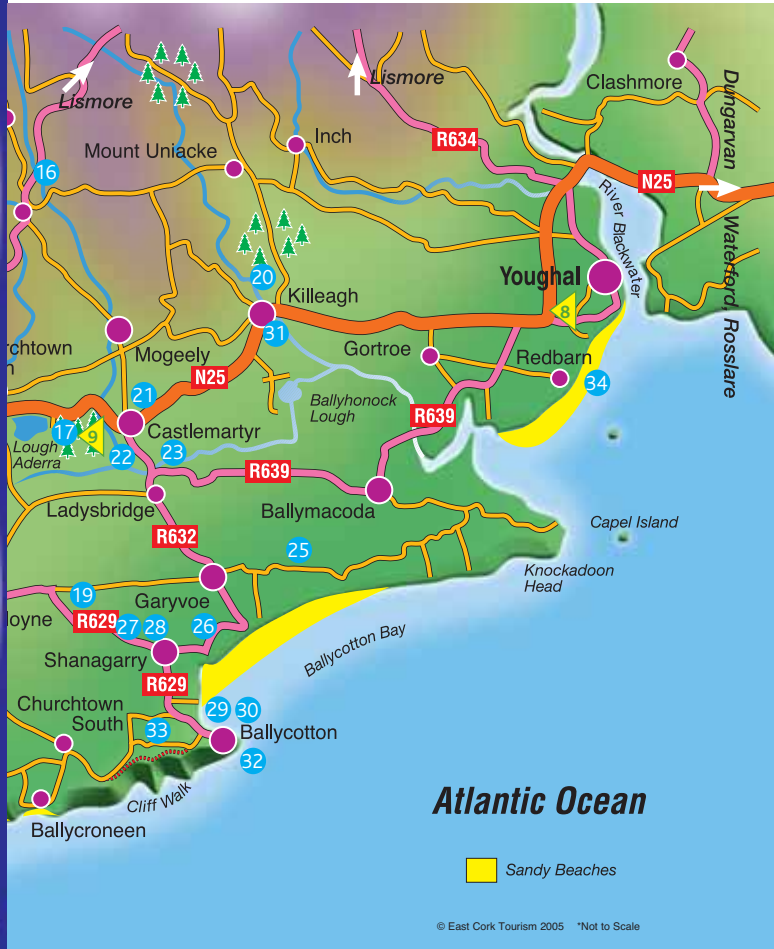 Lismore
Lismore
Clashmore
Dungarvan
R634
Inch
Mount Uniacke
16
N25
River Blackwater
Waterford, Rosslare
20
Youghal
Killeagh
8
31
rchtown
Mogeely
Gortroe
Redbarn
N25
34
21
Ballyhonock
Lough
R639
17
9
Castlemartyr
Lough
Aderra
22
23
R639
Ladysbridge
Ballymacoda
R632
Capel Island
25
Knockadoon
Head
19
Garyvoe
loyne
R629
27
28
26
Ballycotton Bay
Shanagarry
R629
Churchtown
South
29
30
33
Ballycotton
32
Cliff Walk
Atlantic Ocean
Ballycroneen
Sandy Beaches
© East Cork Tourism 2005 *Not to Scale